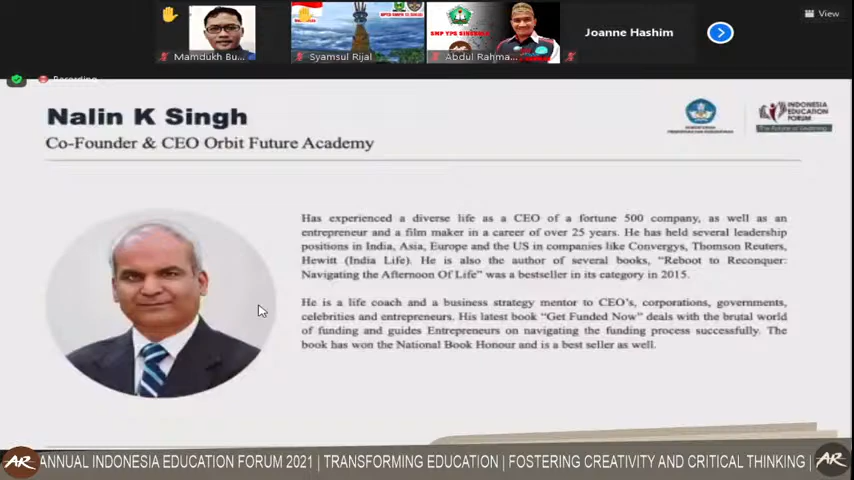 View
Mamdukh Bu...
Syamsul Rijal
SMP YPS SINGKOLE
Abdul Rahma...
Joanne Hashim
Recording
Nalin K Singh
Co-Founder & CEO Orbit Future Academy
INDONESIA
EDUCATION
FORUM
The Future of Learning
Has experienced a diverse life as a CEO of a fortune 500 company, as well as an
entrepreneur and a film maker in a career of over 25 years. He has held several leadership
positions in India, Asia, Europe and the US in companies like Convergys, Thomson Reuters,
Hewitt (India Life). He is also the author of several books, “Reboot to Reconquer:
Navigating the Afternoon Of Life” was a bestseller in its category in 2015.
He is a life coach and a business strategy mentor to CEO’s, corporations, governments,
celebrities and entrepreneurs. His latest book “Get Funded Now” deals with the brutal world
of funding and guides Entrepreneurs on navigating the funding process successfully. The
book has won the National Book Honour and is a best seller as well.
AR ANNUAL INDONESIA EDUCATION FORUM 2021 | TRANSFORMING EDUCATION | FOSTERING CREATIVITY AND CRITICAL THINKING | AR